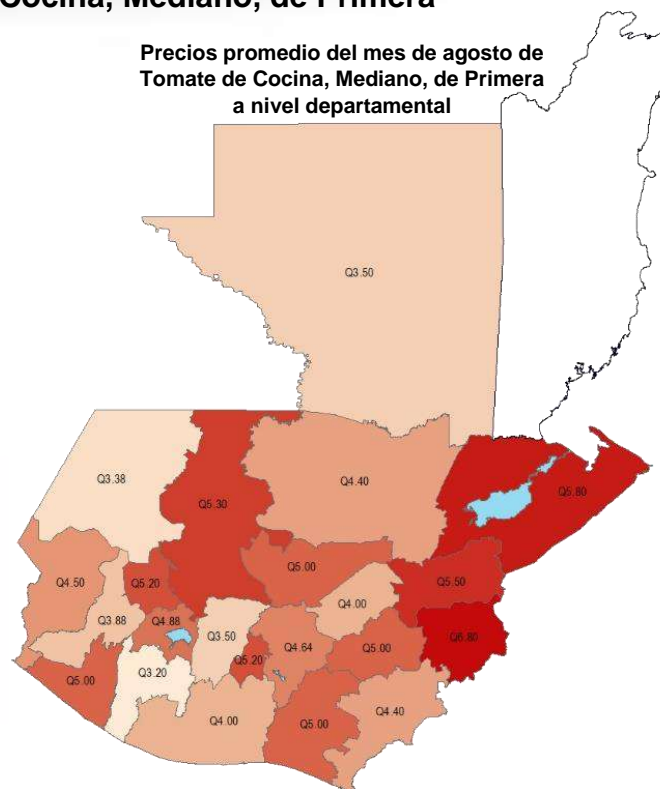 Cocina, Mediano, de Primera
Precios promedio del mes de agosto de
Tomate de Cocina, Mediano, de Primera
a nivel departamental
Q3.50
Q3.38
Q5.30
Q4.40
Q5.80
Q4.50
Q5.20
Q5.00
Q5.50
Q3.88
Q4.88
Q3.50
Q4.00
Q6.80
Q5.00
Q3.20
Q5.20
Q4.64
Q5.00
Q4.00
Q5.00
Q4.40